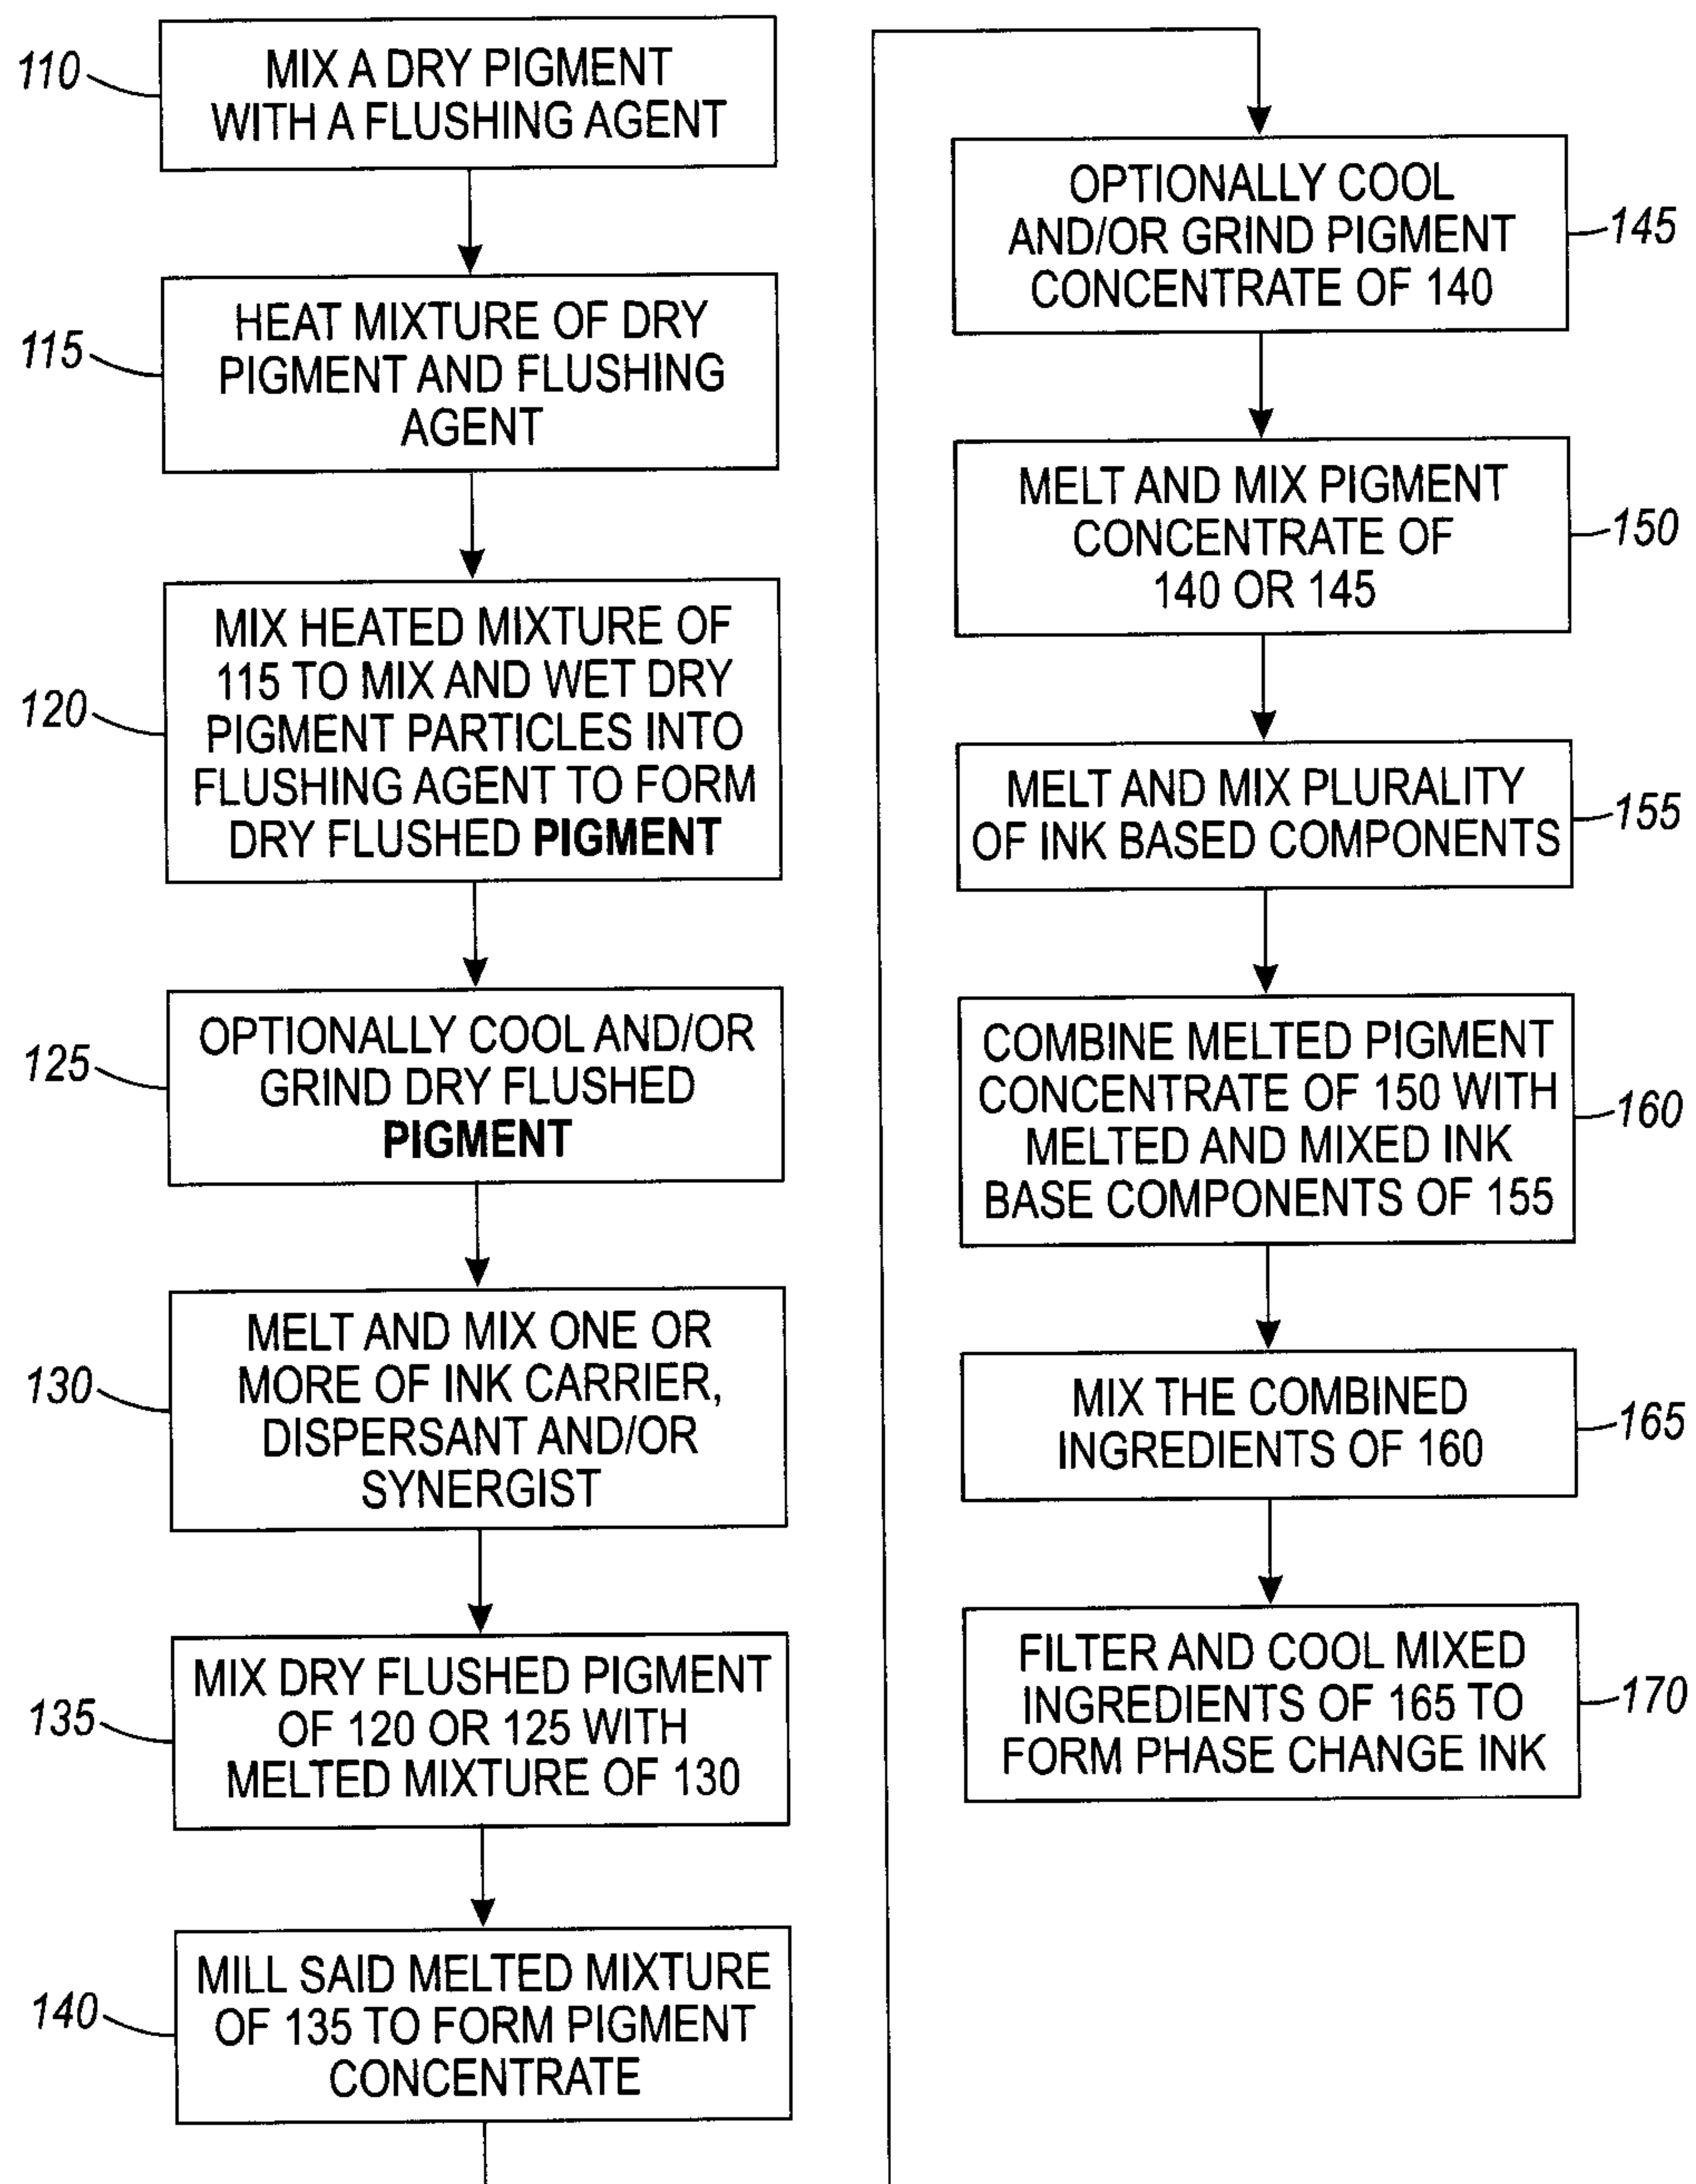 110
MIX A DRY PIGMENT
WITH A FLUSHING AGENT
115
HEAT MIXTURE OF DRY
PIGMENT AND FLUSHING
AGENT
120
MIX HEATED MIXTURE OF
115 TO MIX AND WET DRY
PIGMENT PARTICLES INTO
FLUSHING AGENT TO FORM
DRY FLUSHED PIGMENT
125
OPTIONALLY COOL AND/OR
GRIND DRY FLUSHED
PIGMENT
130
MELT AND MIX ONE OR
MORE OF INK CARRIER,
DISPERSANT AND/OR
SYNERGIST
135
MIX DRY FLUSHED PIGMENT
OF 120 OR 125 WITH
MELTED MIXTURE OF 130
140
MILL SAID MELTED MIXTURE
OF 135 TO FORM PIGMENT
CONCENTRATE
OPTIONALLY COOL
AND/OR GRIND PIGMENT
CONCENTRATE OF 140
145
MELT AND MIX PIGMENT
CONCENTRATE OF
140 OR 145
150
MELT AND MIX PLURALITY
OF INK BASED COMPONENTS
155
COMBINE MELTED PIGMENT
CONCENTRATE OF 150 WITH
MELTED AND MIXED INK
BASE COMPONENTS OF 155
160
MIX THE COMBINED
INGREDIENTS OF 160
165
FILTER AND COOL MIXED
INGREDIENTS OF 165 TO
FORM PHASE CHANGE INK
170